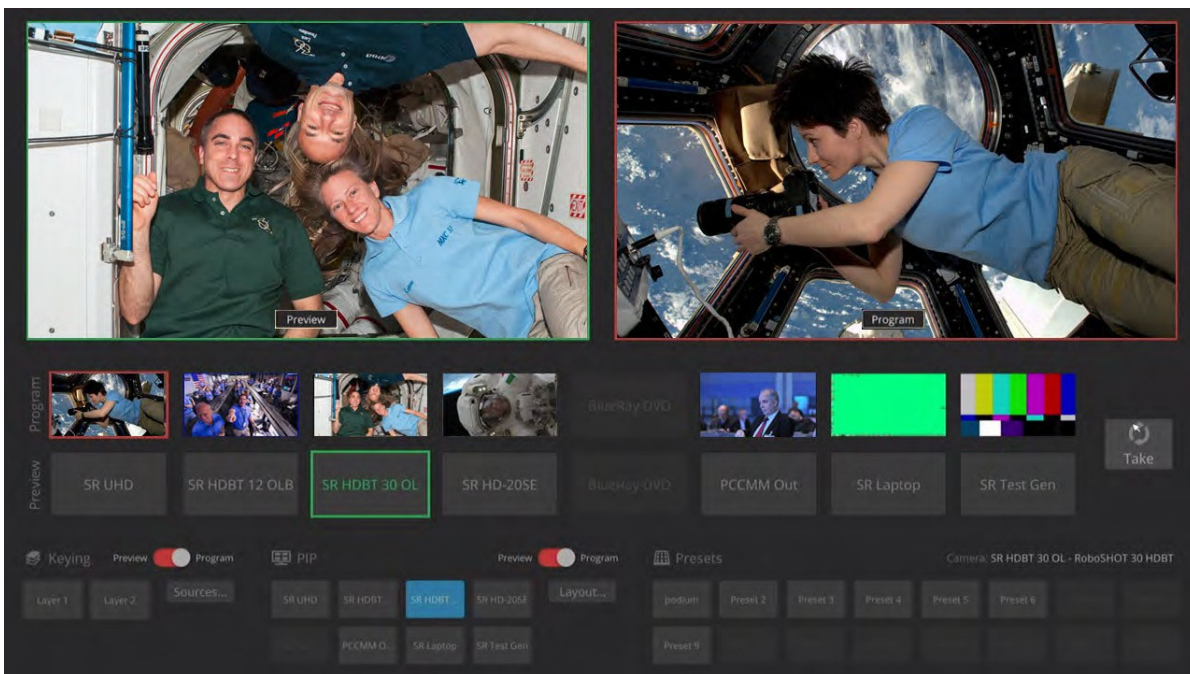 Preview
Program
Program
BlueRay DVD
Take
Preview
SR UHD
SR HDBT 12 OLB
SR HDBT 30 OL
SR HD-20SE
BlueRay DVD
PCCMM Out
SR Laptop
SR Test Gen
Keying
Preview
Program
PIP
Preview
Program
Presets
Camera: SR HDBT 30 OL - RoboSHOT 30 HDBT
Layer 1
Layer 2
Sources...
SR UHD
SR HDBT...
SR HDBT...
SR HD-20SE
Layout...
podium
Preset 2
Preset 3
Preset 4
Preset 5
Preset 6
PCCMM O...
SR Laptop
SR Test Gen
Preset 9